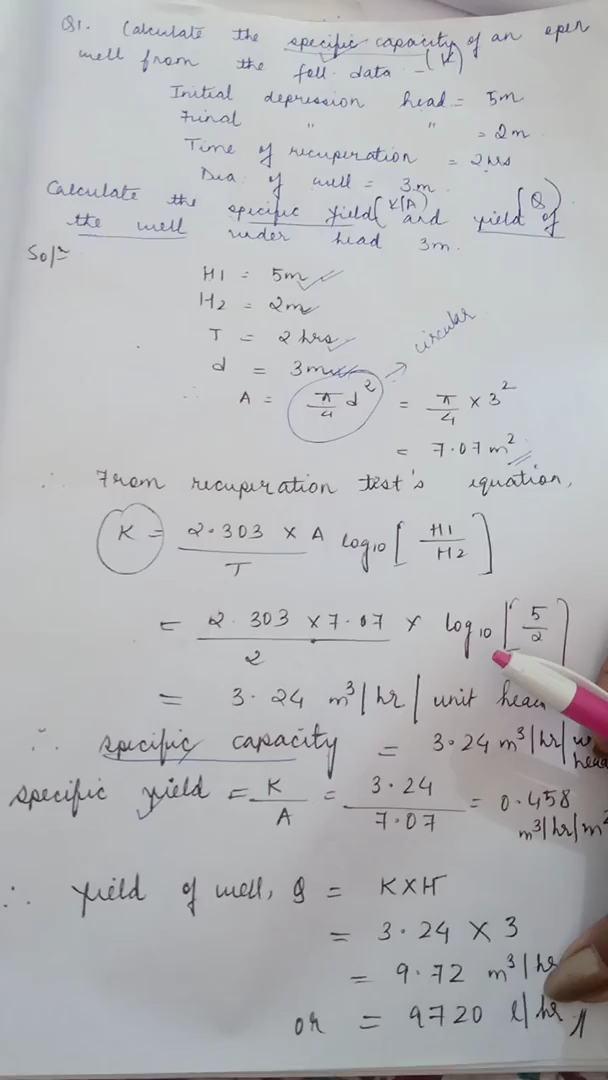 Q1. Calculate the specific capacity of an open
well from the foll. data - (K)
Initial depression head = 5m
Final " " = 2m
Time of recuperation = 2 hrs
Dia. of well = 3.m
Calculate the specific yield (K/A) and yield of (Q)
the well under head 3m.
Sol:
H1 = 5m
H2 = 2m
T = 2 hrs
d = 3m
circular
∴ A = π/4 d² = π/4 × 3²
= 7.07 m²
∴ From recuperation test's equation,
K = 2.303 × A / T log10 [ H1 / H2 ]
= 2.303 × 7.07 / 2 × log10 [ 5 / 2 ]
= 3.24 m³/hr/unit head
∴ specific capacity = 3.24 m³/hr/
head
specific yield = K / A = 3.24 / 7.07 = 0.458
m³/hr/m²
∴ yield of well, Q = K×H
= 3.24 × 3
= 9.72 m³/hr
or = 9720 l/hr